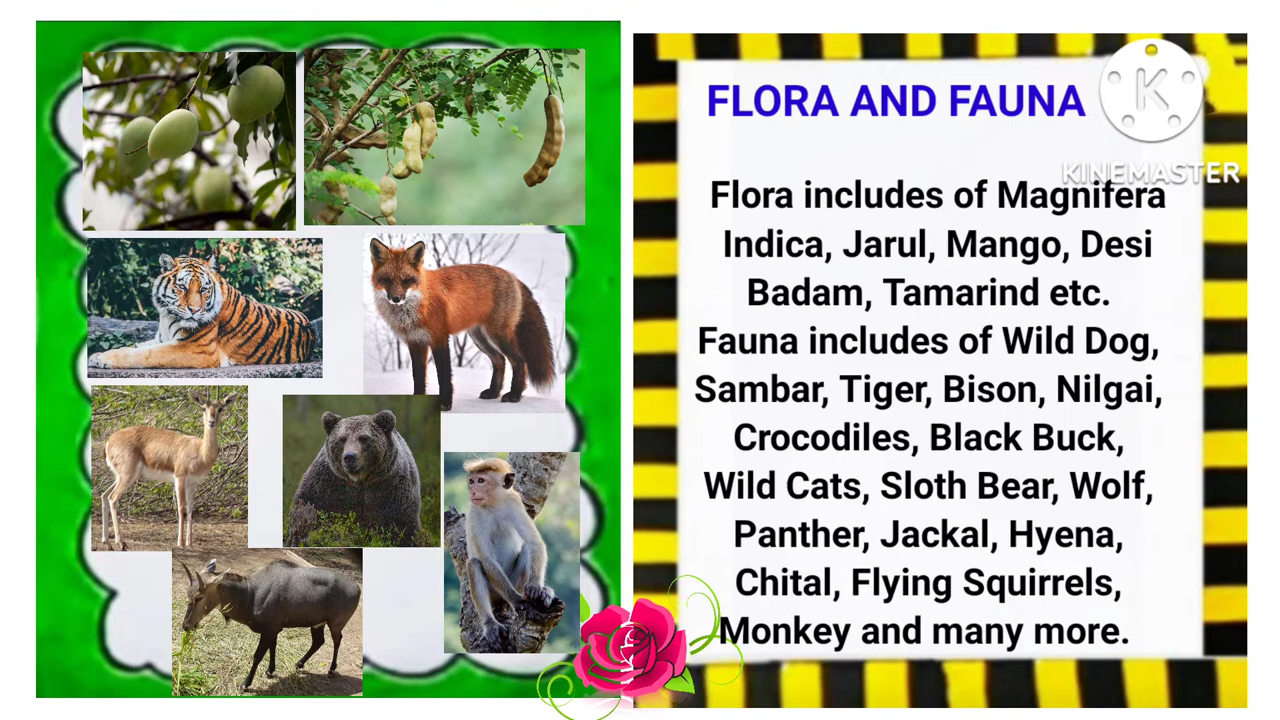 FLORA AND FAUNA
K
KINEMASTER
Flora includes of Magnifera
Indica, Jarul, Mango, Desi
Badam, Tamarind etc.
Fauna includes of Wild Dog,
Sambar, Tiger, Bison, Nilgai,
Crocodiles, Black Buck,
Wild Cats, Sloth Bear, Wolf,
Panther, Jackal, Hyena,
Chital, Flying Squirrels,
Monkey and many more.